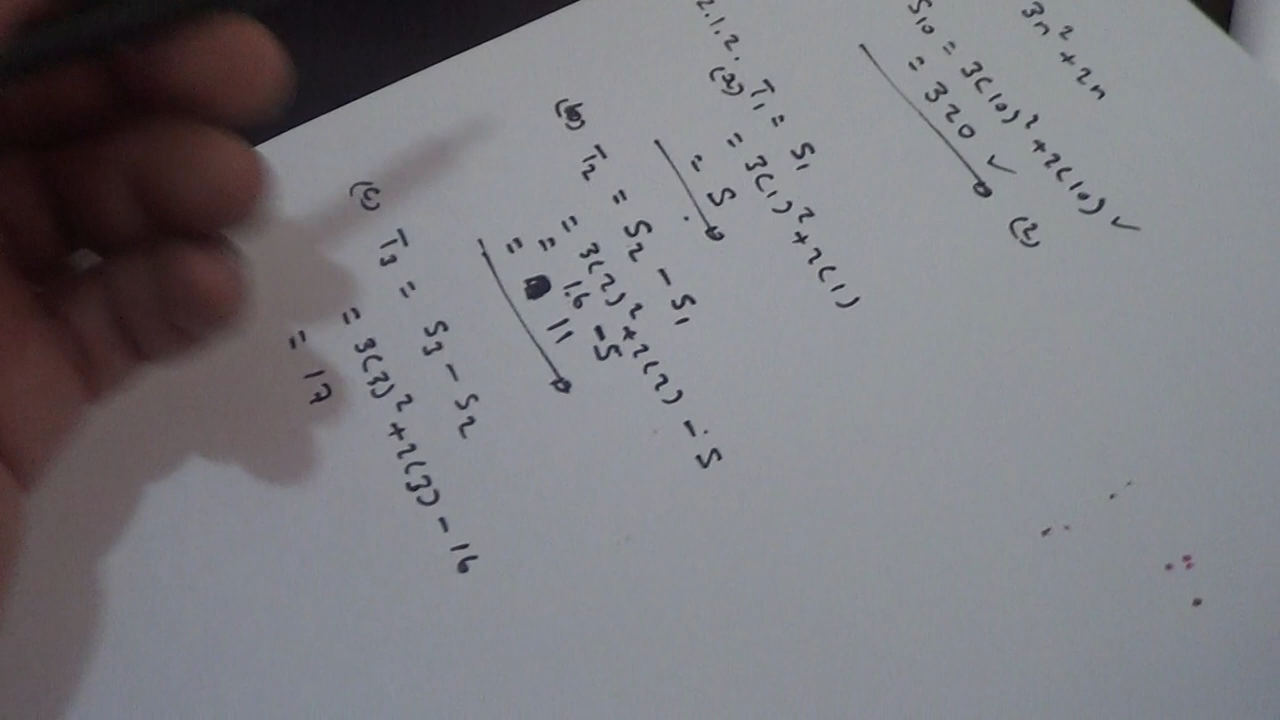 3n² + 2n
S10 = 3(10)² + 2(10) ✓
= 320 ✓
(2)
2.1.2. (a) T1 = S1
= 3(1)² + 2(1)
= 5
(b) T2 = S2 - S1
= 3(2)² + 2(2) - 5
= 16 - 5
= 11
(c) T3 = S3 - S2
= 3(3)² + 2(3) - 16
= 17